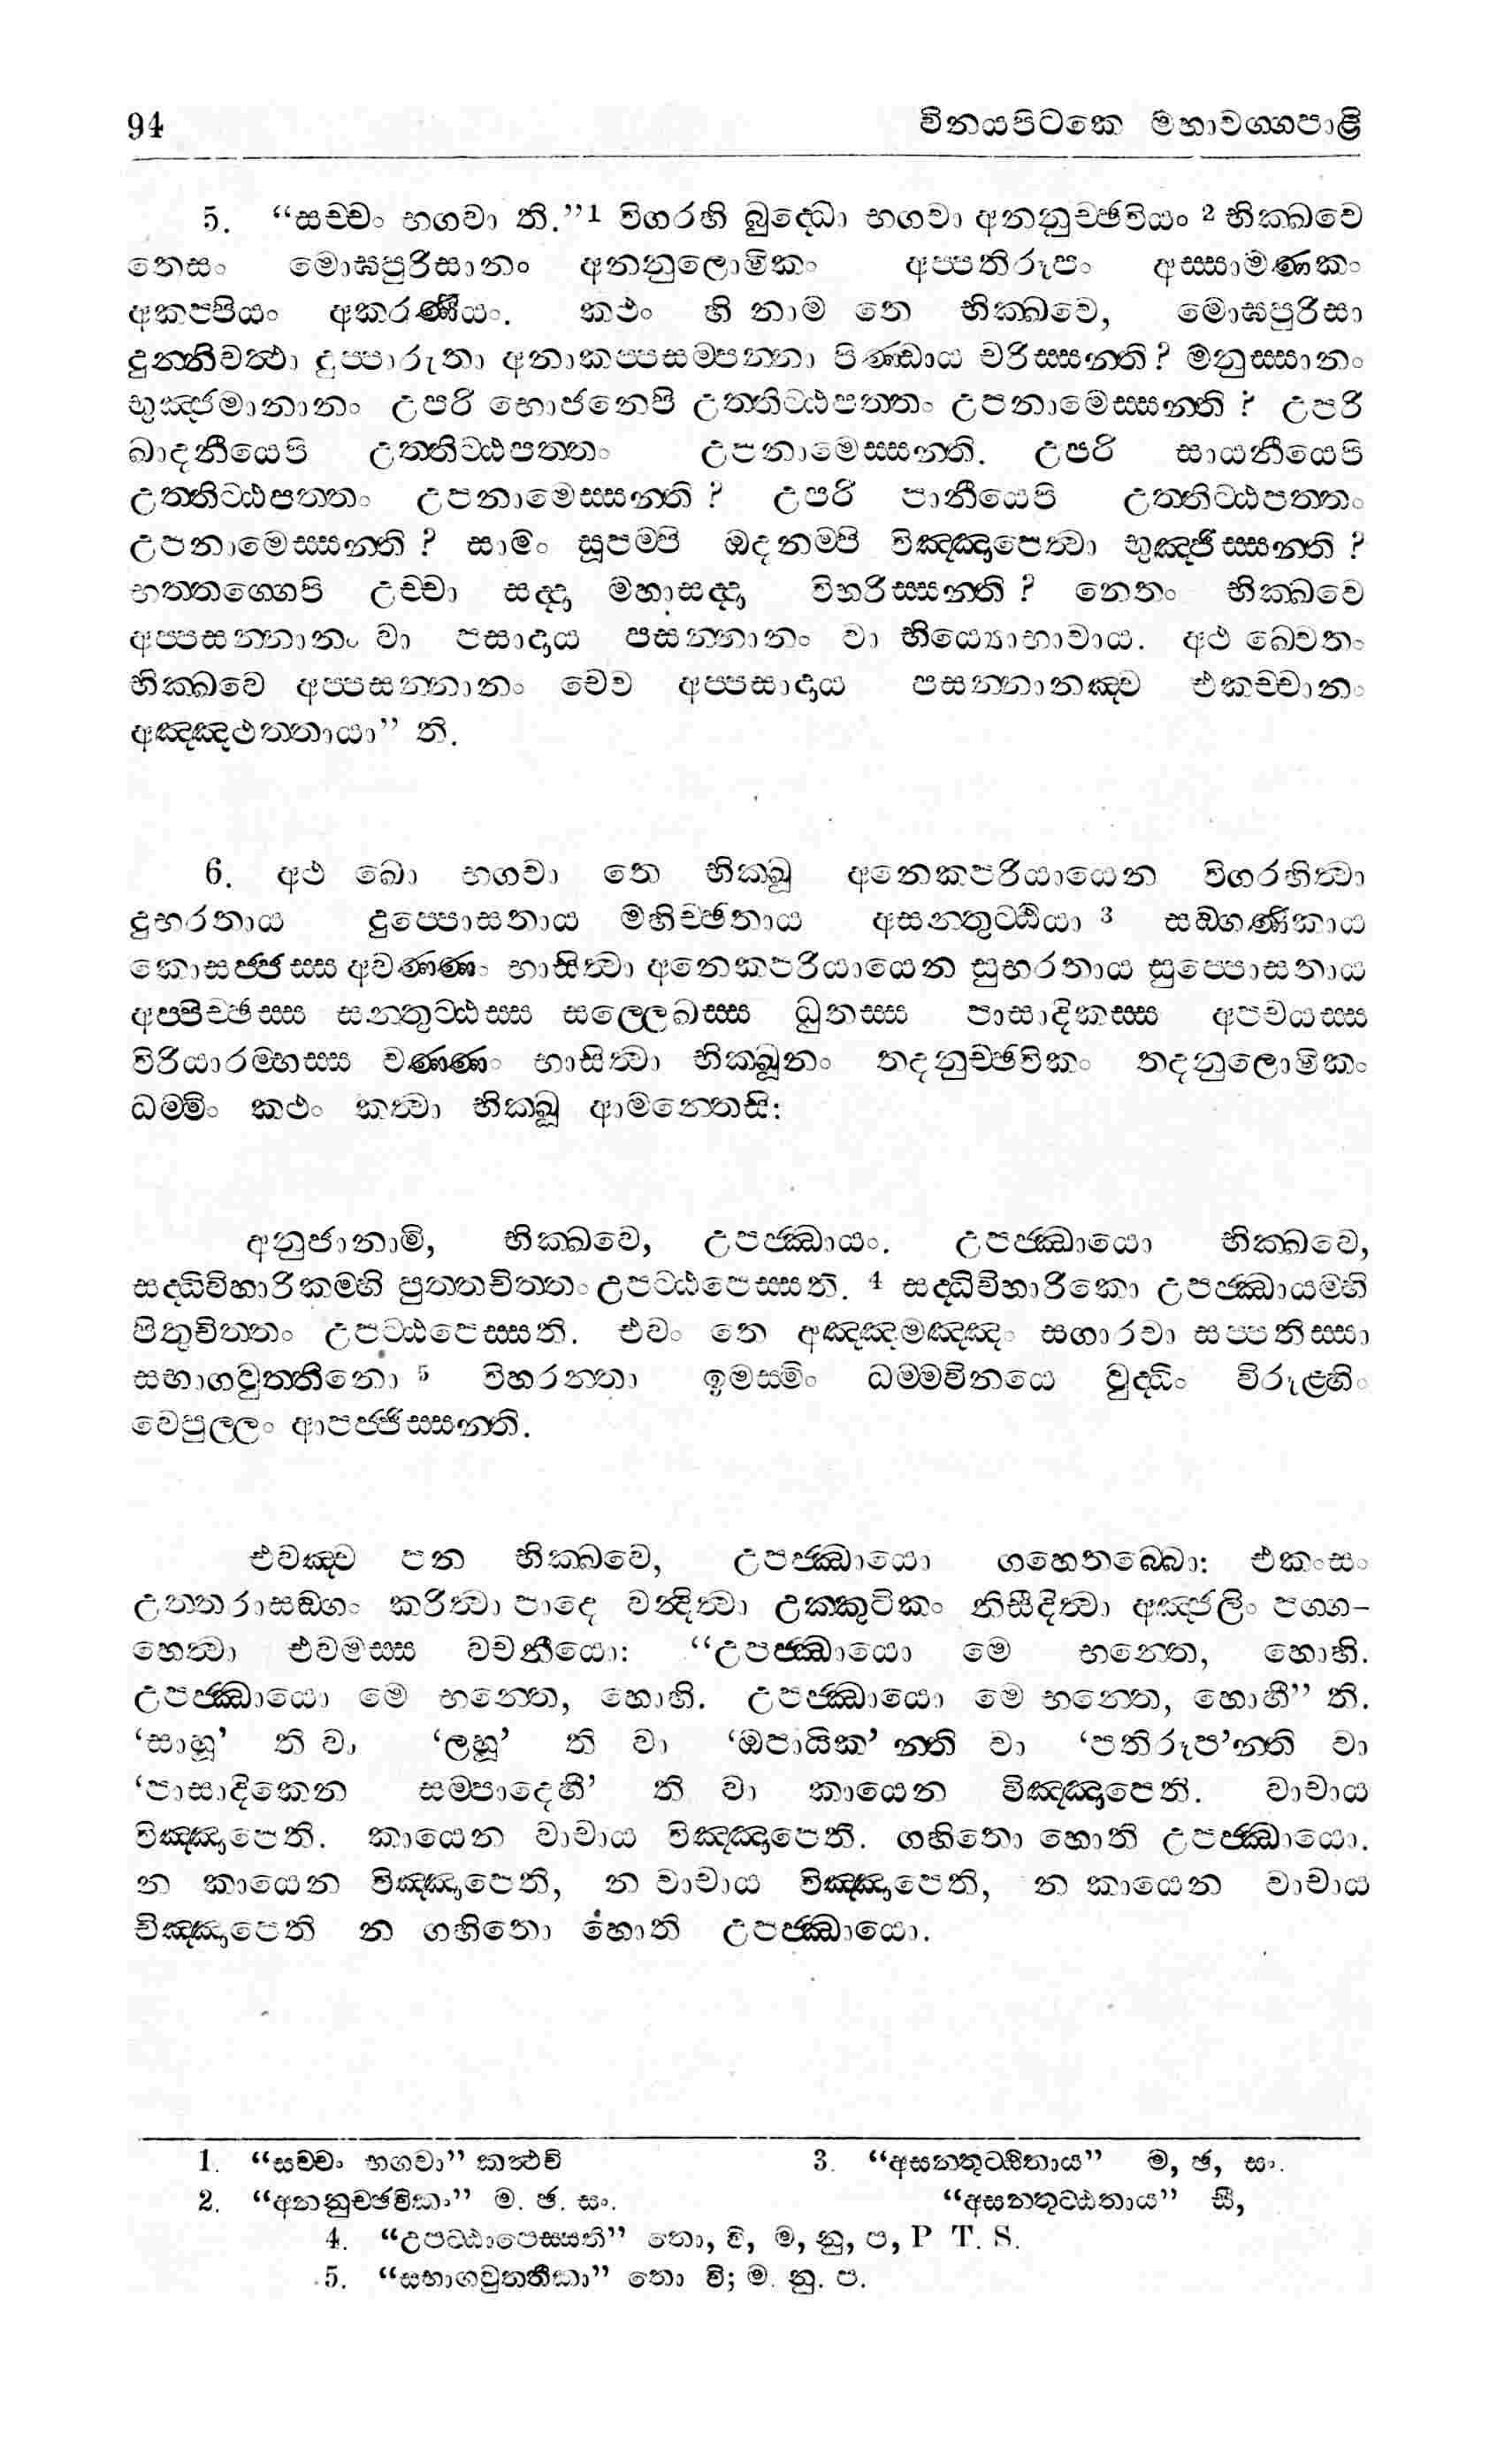 94 විනයපිටකෙ මහාවග්ගපාළි
5. “සච්චං භගවා ති.”1 විගරහි බුද්ධො භගවා අනනුච්ඡවියං 2 භික්ඛවෙ
තෙසං මොඝපුරිසානං අනනුලොමිකං අප්පතිරූපං අස්සාමණකං
අකප්පියං අකරණීයං. කථං හි නාම තෙ භික්ඛවෙ, මොඝපුරිසා
දුන්නිවත්ථා දුප්පාරුතා අනාකප්පසම්පන්නා පිණ්ඩාය චරිස්සන්ති? මනුස්සානං
භුඤ්ජමානානං උපරි භොජනෙපි උත්තිට්ඨපත්තං උපනාමෙස්සන්ති? උපරි
ඛාදනීයෙපි උත්තිට්ඨපත්තං උපනාමෙස්සන්ති. උපරි සායනීයෙපි
උත්තිට්ඨපත්තං උපනාමෙස්සන්ති? උපරි පානීයෙපි උත්තිට්ඨපත්තං
උපනාමෙස්සන්ති? සාමං සූපම්පි ඔදනම්පි විඤ්ඤාපෙත්වා භුඤ්ජිස්සන්ති?
භත්තග්ගෙපි උච්චා සද්දා මහාසද්දා විහරිස්සන්ති? නෙතං භික්ඛවෙ
අප්පසන්නානං වා පසාදාය පසන්නානං වා භිය්‍යොභාවාය. අථ ඛ්වෙතං
භික්ඛවෙ අප්පසන්නානං චෙව අප්පසාදාය පසන්නානඤ්ච එකච්චානං
අඤ්ඤථත්තායා” ති.
6. අථ ඛො භගවා තෙ භික්ඛූ අනෙකපරියායෙන විගරහිත්වා
දුභරතාය දුප්පොසතාය මහිච්ඡතාය අසන්තුට්ඨියා 3 සඞ්ගණිකාය
කොසජ්ජස්ස අවණ්ණං භාසිත්වා අනෙකපරියායෙන සුභරතාය සුප්පොසතාය
අප්පිච්ඡස්ස සන්තුට්ඨස්ස සල්ලෙඛස්ස ධුතස්ස පාසාදිකස්ස අපචයස්ස
විරියාරම්භස්ස වණ්ණං භාසිත්වා භික්ඛූනං තදනුච්ඡවිකං තදනුලොමිකං
ධම්මිං කථං කත්වා භික්ඛූ ආමන්තෙසි:
අනුජානාමි, භික්ඛවෙ, උපජ්ඣායං. උපජ්ඣායො භික්ඛවෙ,
සද්ධිවිහාරිකම්හි පුත්තචිත්තං උපට්ඨපෙස්සති. 4 සද්ධිවිහාරිකො උපජ්ඣායම්හි
පිතුචිත්තං උපට්ඨපෙස්සති. එවං තෙ අඤ්ඤමඤ්ඤං සගාරවා සප්පතිස්සා
සභාගවුත්තිනො 5 විහරන්තා ඉමස්මිං ධම්මවිනයෙ වුද්ධිං විරූළ්හිං
වෙපුල්ලං ආපජ්ජිස්සන්ති.
එවඤ්ච පන භික්ඛවෙ, උපජ්ඣායො ගහෙතබ්බො: එකංසං
උත්තරාසඞ්ගං කරිත්වා පාදෙ වන්දිත්වා උක්කුටිකං නිසීදිත්වා අඤ්ජලිං පග්ග-
හෙත්වා එවමස්ස වචනීයො: “උපජ්ඣායො මෙ භන්තෙ, හොහි.
උපජ්ඣායො මෙ භන්තෙ, හොහි. උපජ්ඣායො මෙ භන්තෙ, හොහී” ති.
‘සාහූ’ ති වා ‘ලහූ’ ති වා ‘ඔපායික’ න්ති වා ‘පතිරූප’න්ති වා
‘පාසාදිකෙන සම්පාදෙහී’ ති වා කායෙන විඤ්ඤාපෙති. වාචාය
විඤ්ඤාපෙති. කායෙන වාචාය විඤ්ඤාපෙති. ගහිතො හොති උපජ්ඣායො.
න කායෙන විඤ්ඤාපෙති, න වාචාය විඤ්ඤාපෙති, න කායෙන වාචාය
විඤ්ඤාපෙති න ගහිතො හොති උපජ්ඣායො.
1. “සච්චං භගවා” කත්ථචි
2. “අනනුච්ඡවිකං” ම. ඡ. සං.
3. “අසන්තුට්ඨිතාය” ම, ඡ, සං.
“අසන්තුට්ඨතාය” සී,
4. “උපට්ඨාපෙස්සති” තො, වි, ම, නු, ප, P T. S.
5. “සභාගවුත්තිකා” තො වි; ම. නු. ප.